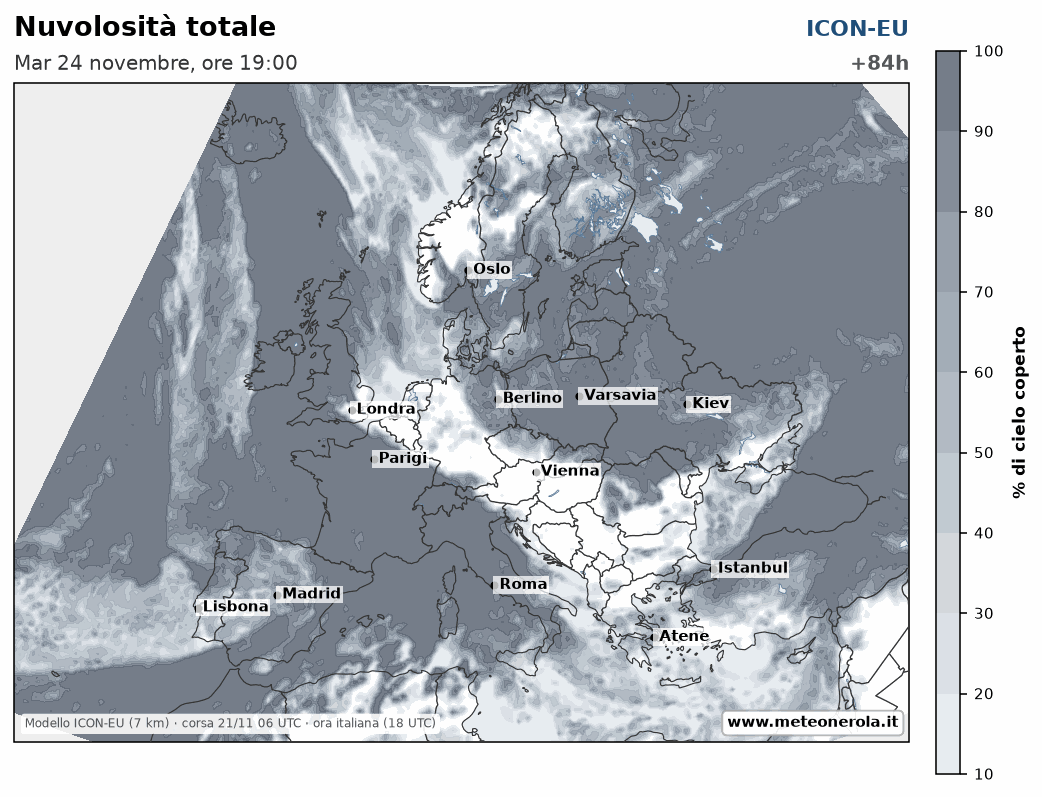 Nuvolosità totale
ICON-EU
Mar 24 novembre, ore 19:00
+84h
100
90
80
70
60
50
40
30
20
10
% di cielo coperto
Oslo
Berlino
Varsavia
Kiev
Londra
Parigi
Vienna
Istanbul
Roma
Madrid
Lisbona
Atene
Modello ICON-EU (7 km) · corsa 21/11 06 UTC · ora italiana (18 UTC)
www.meteonerola.it